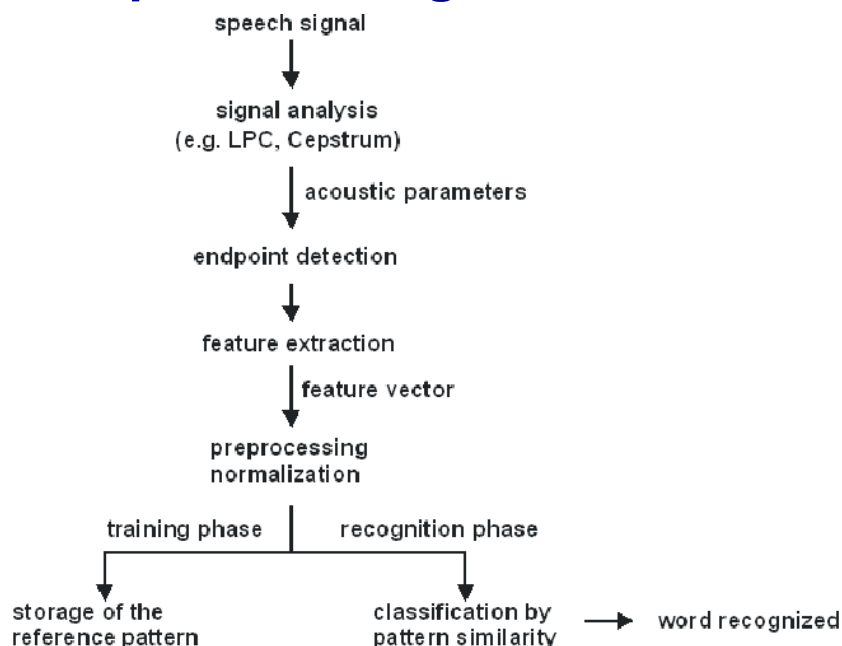 speech signal
signal analysis
(e.g. LPC, Cepstrum)
acoustic parameters
endpoint detection
feature extraction
feature vector
preprocessing
normalization
training phase
recognition phase
storage of the
reference pattern
classification by
pattern similarity
word recognized